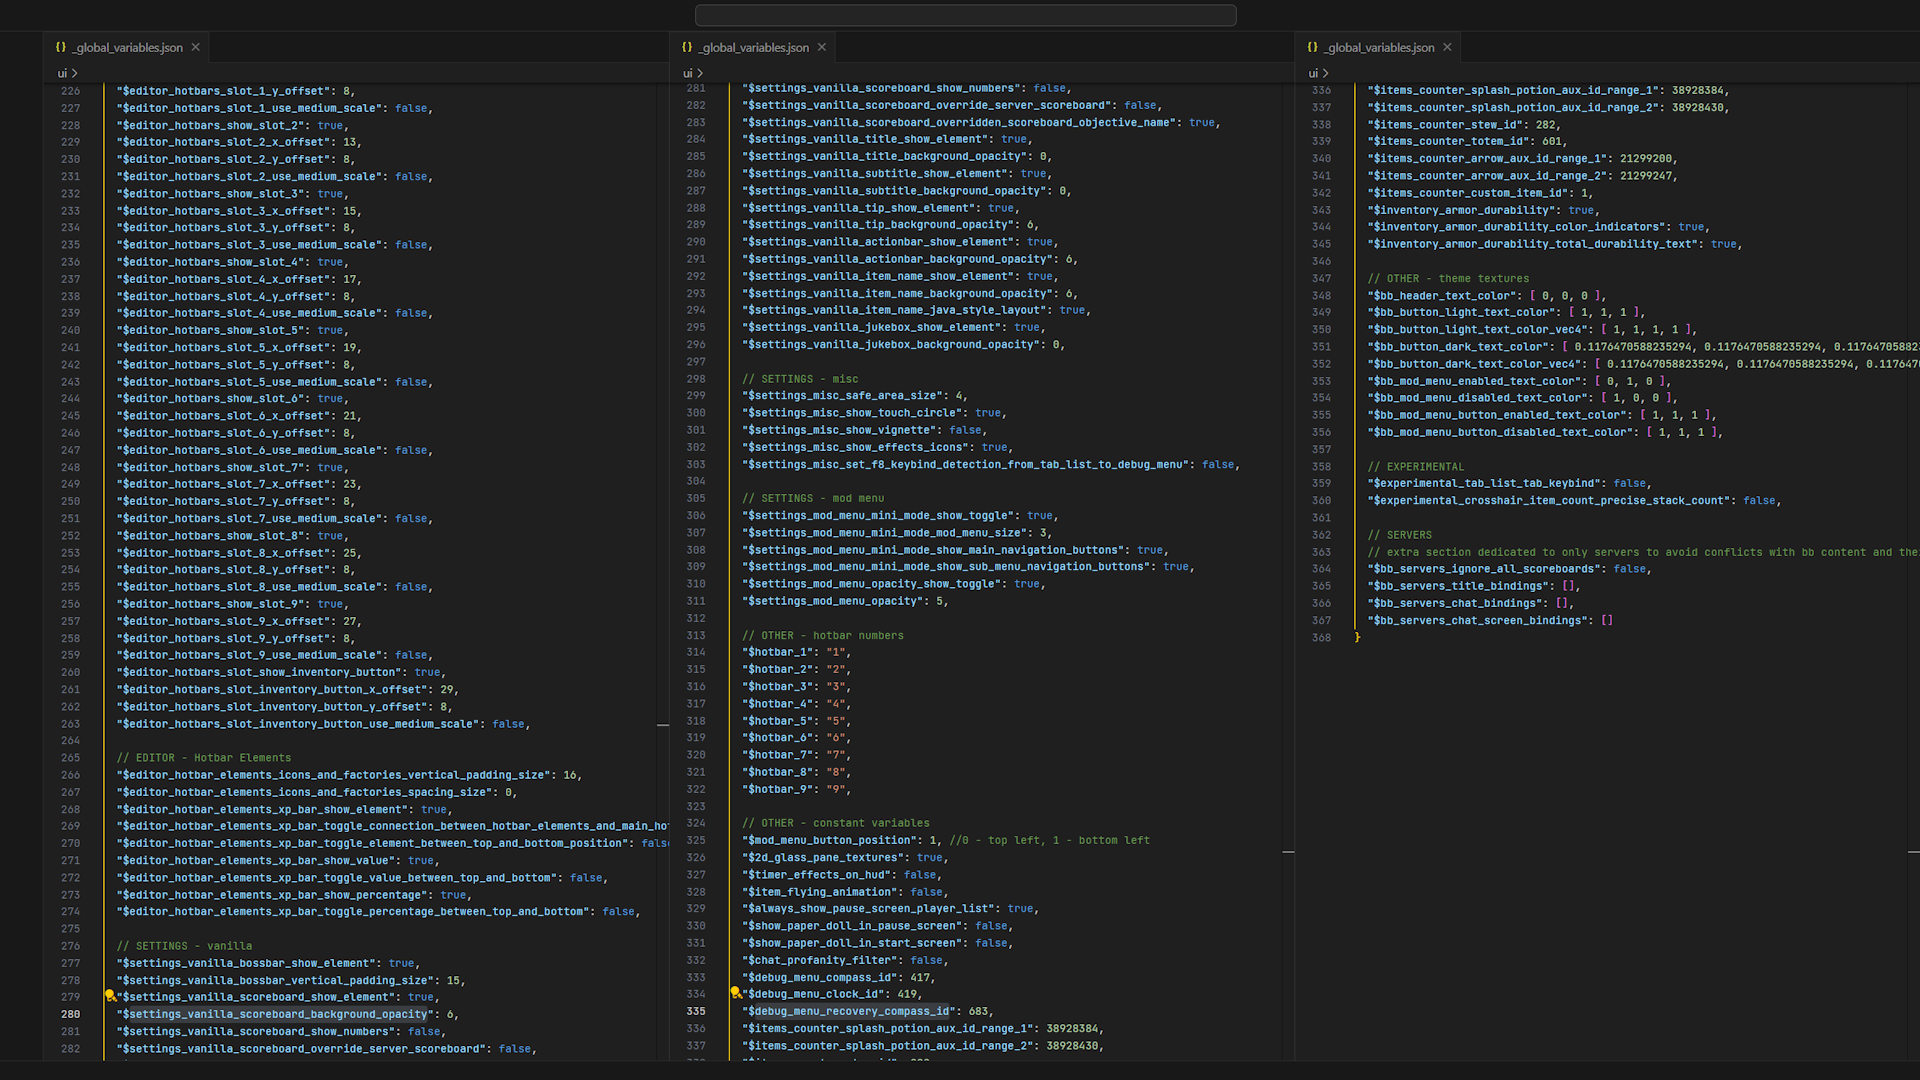 {} _global_variables.json ×
ui >
226 "$editor_hotbars_slot_1_y_offset": 8,
227 "$editor_hotbars_slot_1_use_medium_scale": false,
228 "$editor_hotbars_show_slot_2": true,
229 "$editor_hotbars_slot_2_x_offset": 13,
230 "$editor_hotbars_slot_2_y_offset": 8,
231 "$editor_hotbars_slot_2_use_medium_scale": false,
232 "$editor_hotbars_show_slot_3": true,
233 "$editor_hotbars_slot_3_x_offset": 15,
234 "$editor_hotbars_slot_3_y_offset": 8,
235 "$editor_hotbars_slot_3_use_medium_scale": false,
236 "$editor_hotbars_show_slot_4": true,
237 "$editor_hotbars_slot_4_x_offset": 17,
238 "$editor_hotbars_slot_4_y_offset": 8,
239 "$editor_hotbars_slot_4_use_medium_scale": false,
240 "$editor_hotbars_show_slot_5": true,
241 "$editor_hotbars_slot_5_x_offset": 19,
242 "$editor_hotbars_slot_5_y_offset": 8,
243 "$editor_hotbars_slot_5_use_medium_scale": false,
244 "$editor_hotbars_show_slot_6": true,
245 "$editor_hotbars_slot_6_x_offset": 21,
246 "$editor_hotbars_slot_6_y_offset": 8,
247 "$editor_hotbars_slot_6_use_medium_scale": false,
248 "$editor_hotbars_show_slot_7": true,
249 "$editor_hotbars_slot_7_x_offset": 23,
250 "$editor_hotbars_slot_7_y_offset": 8,
251 "$editor_hotbars_slot_7_use_medium_scale": false,
252 "$editor_hotbars_show_slot_8": true,
253 "$editor_hotbars_slot_8_x_offset": 25,
254 "$editor_hotbars_slot_8_y_offset": 8,
255 "$editor_hotbars_slot_8_use_medium_scale": false,
256 "$editor_hotbars_show_slot_9": true,
257 "$editor_hotbars_slot_9_x_offset": 27,
258 "$editor_hotbars_slot_9_y_offset": 8,
259 "$editor_hotbars_slot_9_use_medium_scale": false,
260 "$editor_hotbars_slot_show_inventory_button": true,
261 "$editor_hotbars_slot_inventory_button_x_offset": 29,
262 "$editor_hotbars_slot_inventory_button_y_offset": 8,
263 "$editor_hotbars_slot_inventory_button_use_medium_scale": false,
264
265 // EDITOR - Hotbar Elements
266 "$editor_hotbar_elements_icons_and_factories_vertical_padding_size": 16,
267 "$editor_hotbar_elements_icons_and_factories_spacing_size": 0,
268 "$editor_hotbar_elements_xp_bar_show_element": true,
269 "$editor_hotbar_elements_xp_bar_toggle_connection_between_hotbar_elements_and_main_ho
270 "$editor_hotbar_elements_xp_bar_toggle_element_between_top_and_bottom_position": fals
271 "$editor_hotbar_elements_xp_bar_show_value": true,
272 "$editor_hotbar_elements_xp_bar_toggle_value_between_top_and_bottom": false,
273 "$editor_hotbar_elements_xp_bar_show_percentage": true,
274 "$editor_hotbar_elements_xp_bar_toggle_percentage_between_top_and_bottom": false,
275
276 // SETTINGS - vanilla
277 "$settings_vanilla_bossbar_show_element": true,
278 "$settings_vanilla_bossbar_vertical_padding_size": 15,
279 "$settings_vanilla_scoreboard_show_element": true,
280 "$settings_vanilla_scoreboard_background_opacity": 6,
281 "$settings_vanilla_scoreboard_show_numbers": false,
282 "$settings_vanilla_scoreboard_override_server_scoreboard": false,
{} _global_variables.json ×
ui >
281 "$settings_vanilla_scoreboard_show_numbers": false,
282 "$settings_vanilla_scoreboard_override_server_scoreboard": false,
283 "$settings_vanilla_scoreboard_overridden_scoreboard_objective_name": true,
284 "$settings_vanilla_title_show_element": true,
285 "$settings_vanilla_title_background_opacity": 0,
286 "$settings_vanilla_subtitle_show_element": true,
287 "$settings_vanilla_subtitle_background_opacity": 0,
288 "$settings_vanilla_tip_show_element": true,
289 "$settings_vanilla_tip_background_opacity": 6,
290 "$settings_vanilla_actionbar_show_element": true,
291 "$settings_vanilla_actionbar_background_opacity": 6,
292 "$settings_vanilla_item_name_show_element": true,
293 "$settings_vanilla_item_name_background_opacity": 6,
294 "$settings_vanilla_item_name_java_style_layout": true,
295 "$settings_vanilla_jukebox_show_element": true,
296 "$settings_vanilla_jukebox_background_opacity": 0,
297
298 // SETTINGS - misc
299 "$settings_misc_safe_area_size": 4,
300 "$settings_misc_show_touch_circle": true,
301 "$settings_misc_show_vignette": false,
302 "$settings_misc_show_effects_icons": true,
303 "$settings_misc_set_f8_keybind_detection_from_tab_list_to_debug_menu": false,
304
305 // SETTINGS - mod menu
306 "$settings_mod_menu_mini_mode_show_toggle": true,
307 "$settings_mod_menu_mini_mode_mod_menu_size": 3,
308 "$settings_mod_menu_mini_mode_show_main_navigation_buttons": true,
309 "$settings_mod_menu_mini_mode_show_sub_menu_navigation_buttons": true,
310 "$settings_mod_menu_opacity_show_toggle": true,
311 "$settings_mod_menu_opacity": 5,
312
313 // OTHER - hotbar numbers
314 "$hotbar_1": "1",
315 "$hotbar_2": "2",
316 "$hotbar_3": "3",
317 "$hotbar_4": "4",
318 "$hotbar_5": "5",
319 "$hotbar_6": "6",
320 "$hotbar_7": "7",
321 "$hotbar_8": "8",
322 "$hotbar_9": "9",
323
324 // OTHER - constant variables
325 "$mod_menu_button_position": 1, //0 - top left, 1 - bottom left
326 "$2d_glass_pane_textures": true,
327 "$timer_effects_on_hud": false,
328 "$item_flying_animation": false,
329 "$always_show_pause_screen_player_list": true,
330 "$show_paper_doll_in_pause_screen": false,
331 "$show_paper_doll_in_start_screen": false,
332 "$chat_profanity_filter": false,
333 "$debug_menu_compass_id": 417,
334 "$debug_menu_clock_id": 419,
335 "$debug_menu_recovery_compass_id": 683,
336 "$items_counter_splash_potion_aux_id_range_1": 38928384,
337 "$items_counter_splash_potion_aux_id_range_2": 38928430,
{} _global_variables.json ×
ui >
336 "$items_counter_splash_potion_aux_id_range_1": 38928384,
337 "$items_counter_splash_potion_aux_id_range_2": 38928430,
338 "$items_counter_stew_id": 282,
339 "$items_counter_totem_id": 601,
340 "$items_counter_arrow_aux_id_range_1": 21299200,
341 "$items_counter_arrow_aux_id_range_2": 21299247,
342 "$items_counter_custom_item_id": 1,
343 "$inventory_armor_durability": true,
344 "$inventory_armor_durability_color_indicators": true,
345 "$inventory_armor_durability_total_durability_text": true,
346
347 // OTHER - theme textures
348 "$bb_header_text_color": [ 0, 0, 0 ],
349 "$bb_button_light_text_color": [ 1, 1, 1 ],
350 "$bb_button_light_text_color_vec4": [ 1, 1, 1, 1 ],
351 "$bb_button_dark_text_color": [ 0.1176470588235294, 0.1176470588235294, 0.117647058823
352 "$bb_button_dark_text_color_vec4": [ 0.1176470588235294, 0.1176470588235294, 0.117647
353 "$bb_mod_menu_enabled_text_color": [ 0, 1, 0 ],
354 "$bb_mod_menu_disabled_text_color": [ 1, 0, 0 ],
355 "$bb_mod_menu_button_enabled_text_color": [ 1, 1, 1 ],
356 "$bb_mod_menu_button_disabled_text_color": [ 1, 1, 1 ],
357
358 // EXPERIMENTAL
359 "$experimental_tab_list_tab_keybind": false,
360 "$experimental_crosshair_item_count_precise_stack_count": false,
361
362 // SERVERS
363 // extra section dedicated to only servers to avoid conflicts with bb content and thei
364 "$bb_servers_ignore_all_scoreboards": false,
365 "$bb_servers_title_bindings": [],
366 "$bb_servers_chat_bindings": [],
367 "$bb_servers_chat_screen_bindings": []
368 }